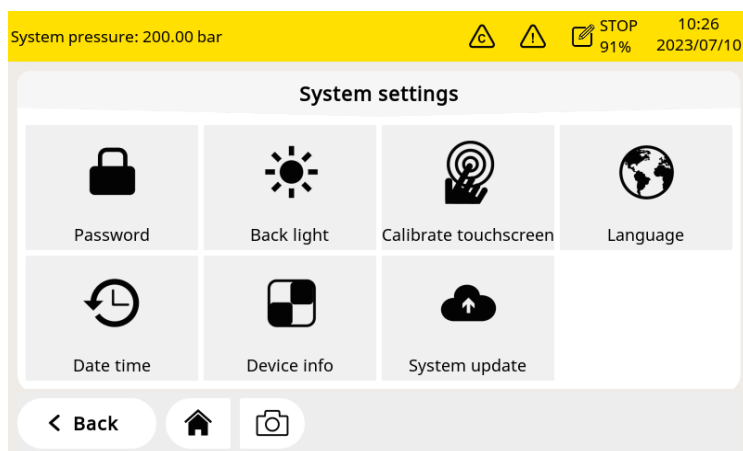 System pressure: 200.00 bar
C
!
STOP
91%
10:26
2023/07/10
System settings
Password
Back light
Calibrate touchscreen
Language
Date time
Device info
System update
Back